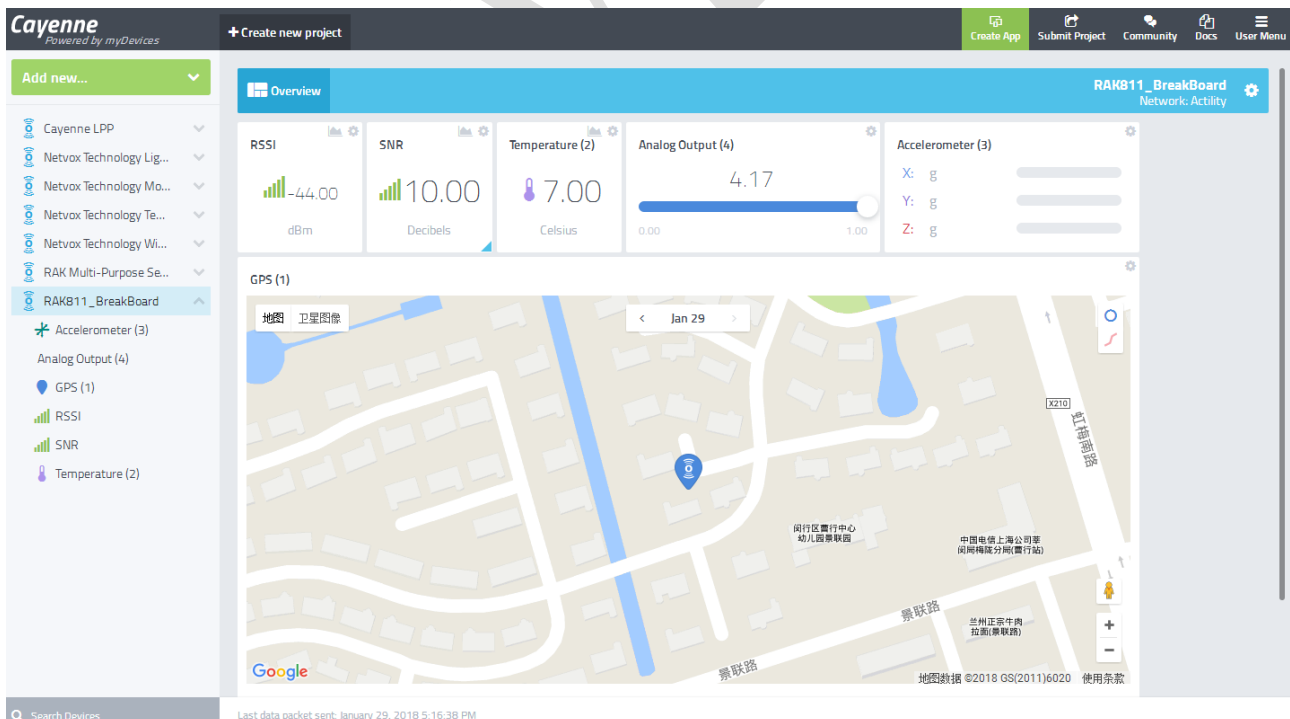 Cayenne
Powered by myDevices
+ Create new project
Create App
Submit Project
Community
Docs
User Menu
Add new...
Cayenne LPP
Netvox Technology Lig...
Netvox Technology Mo...
Netvox Technology Te...
Netvox Technology Wi...
RAK Multi-Purpose Se...
RAK811_BreakBoard
Accelerometer (3)
Analog Output (4)
GPS (1)
RSSI
SNR
Temperature (2)
Search Devices
Overview
RAK811_BreakBoard
Network: Actility
RSSI
-44.00
dBm
SNR
10.00
Decibels
Temperature (2)
7.00
Celsius
Analog Output (4)
4.17
0.00
1.00
Accelerometer (3)
X: g
Y: g
Z: g
GPS (1)
地图
卫星图像
< Jan 29 >
X210
虹梅南路
闵行区曹行中心
幼儿园景联园
中国电信上海公司莘
闵局梅陇分局(曹行站)
景联路
兰州正宗牛肉
拉面(景联路)
景联路
+
−
Google
地图数据 ©2018 GS(2011)6020
使用条款
Last data packet sent: January 29, 2018 5:16:38 PM